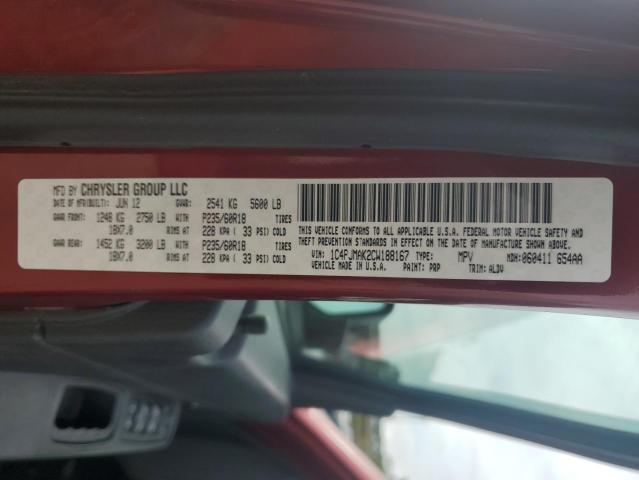 MFD BY CHRYSLER GROUP LLC
DATE OF MFR(BUILT): JUN 12 GVWR: 2541 KG 5600 LB
GAWR FRONT: 1248 KG 2750 LB WITH P235/60R18 TIRES
18X7.0 RIMS AT 228 KPA ( 33 PSI) COLD
GAWR REAR: 1452 KG 3200 LB WITH P235/60R18 TIRES
18X7.0 RIMS AT 228 KPA ( 33 PSI) COLD
THIS VEHICLE CONFORMS TO ALL APPLICABLE U.S.A. FEDERAL MOTOR VEHICLE SAFETY AND
THEFT PREVENTION STANDARDS IN EFFECT ON THE DATE OF MANUFACTURE SHOWN ABOVE.
VIN: 1C4PJMAK2CW188167 TYPE: MPV MDH:060411 654AA
VEHICLE MADE IN U.S.A. PAINT: PRP TRIM: ALDV